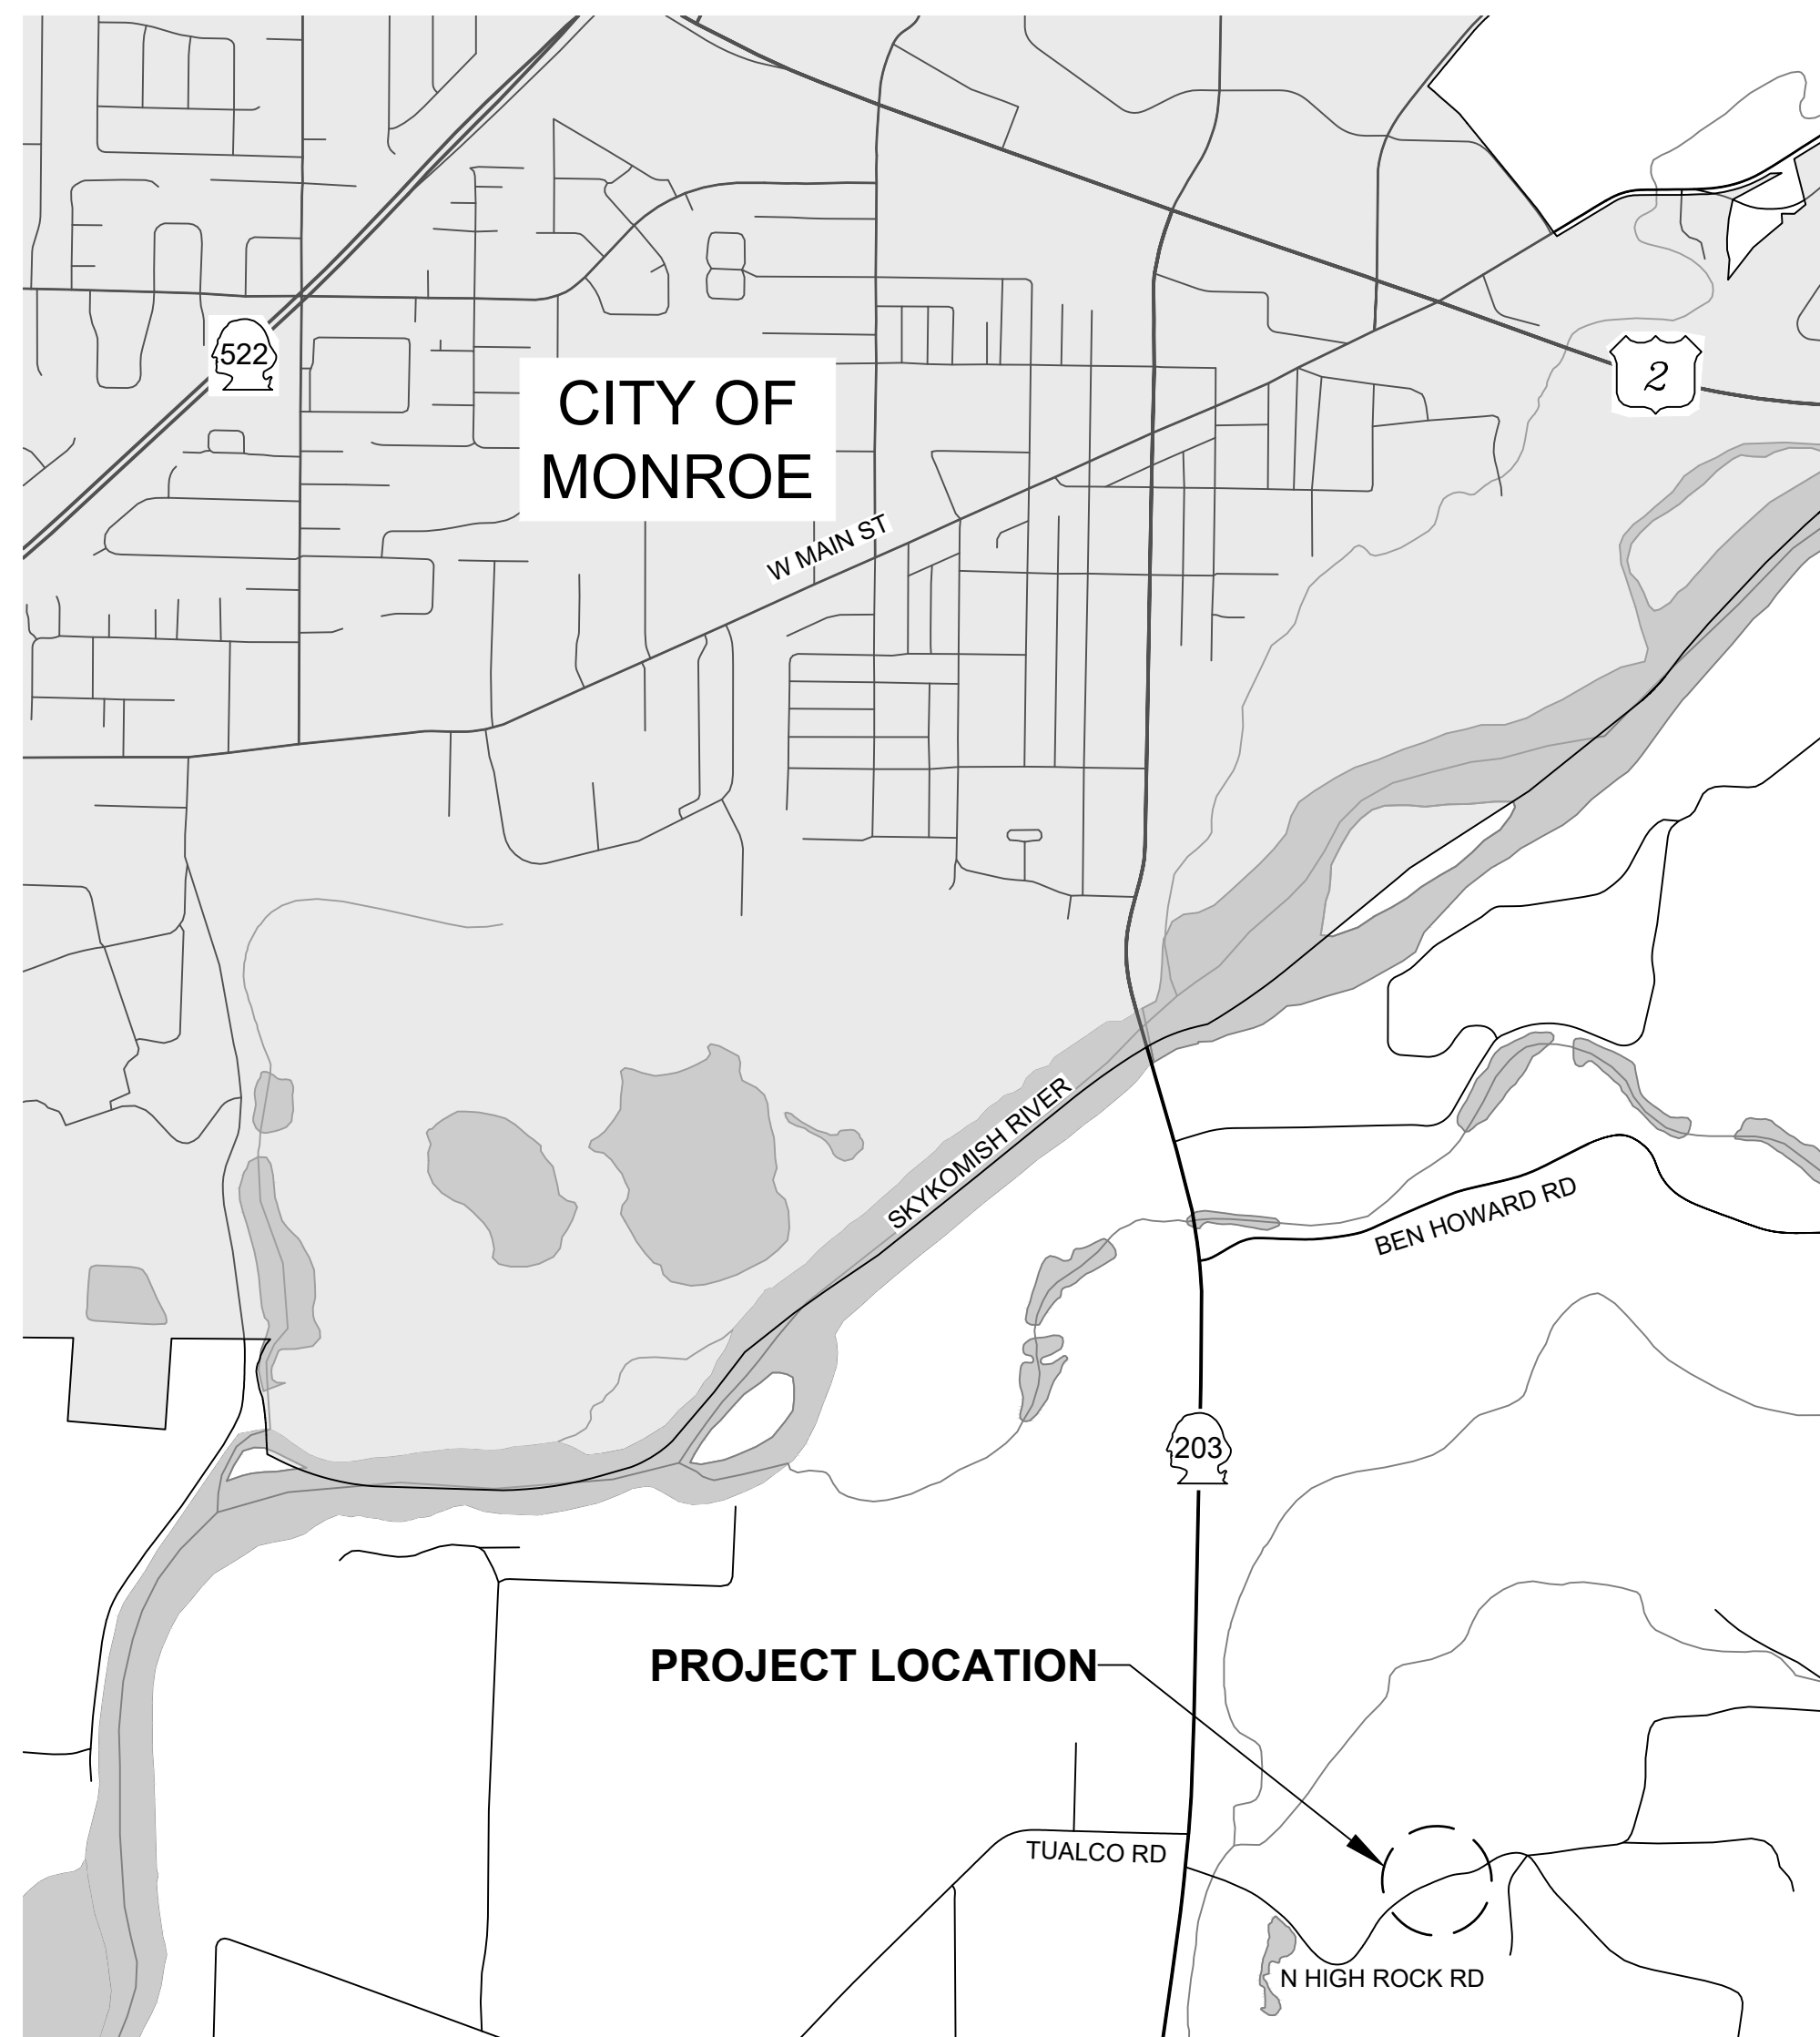 522
2
CITY OF
MONROE
W MAIN ST
SKYKOMISH RIVER
BEN HOWARD RD
203
PROJECT LOCATION
TUALCO RD
N HIGH ROCK RD